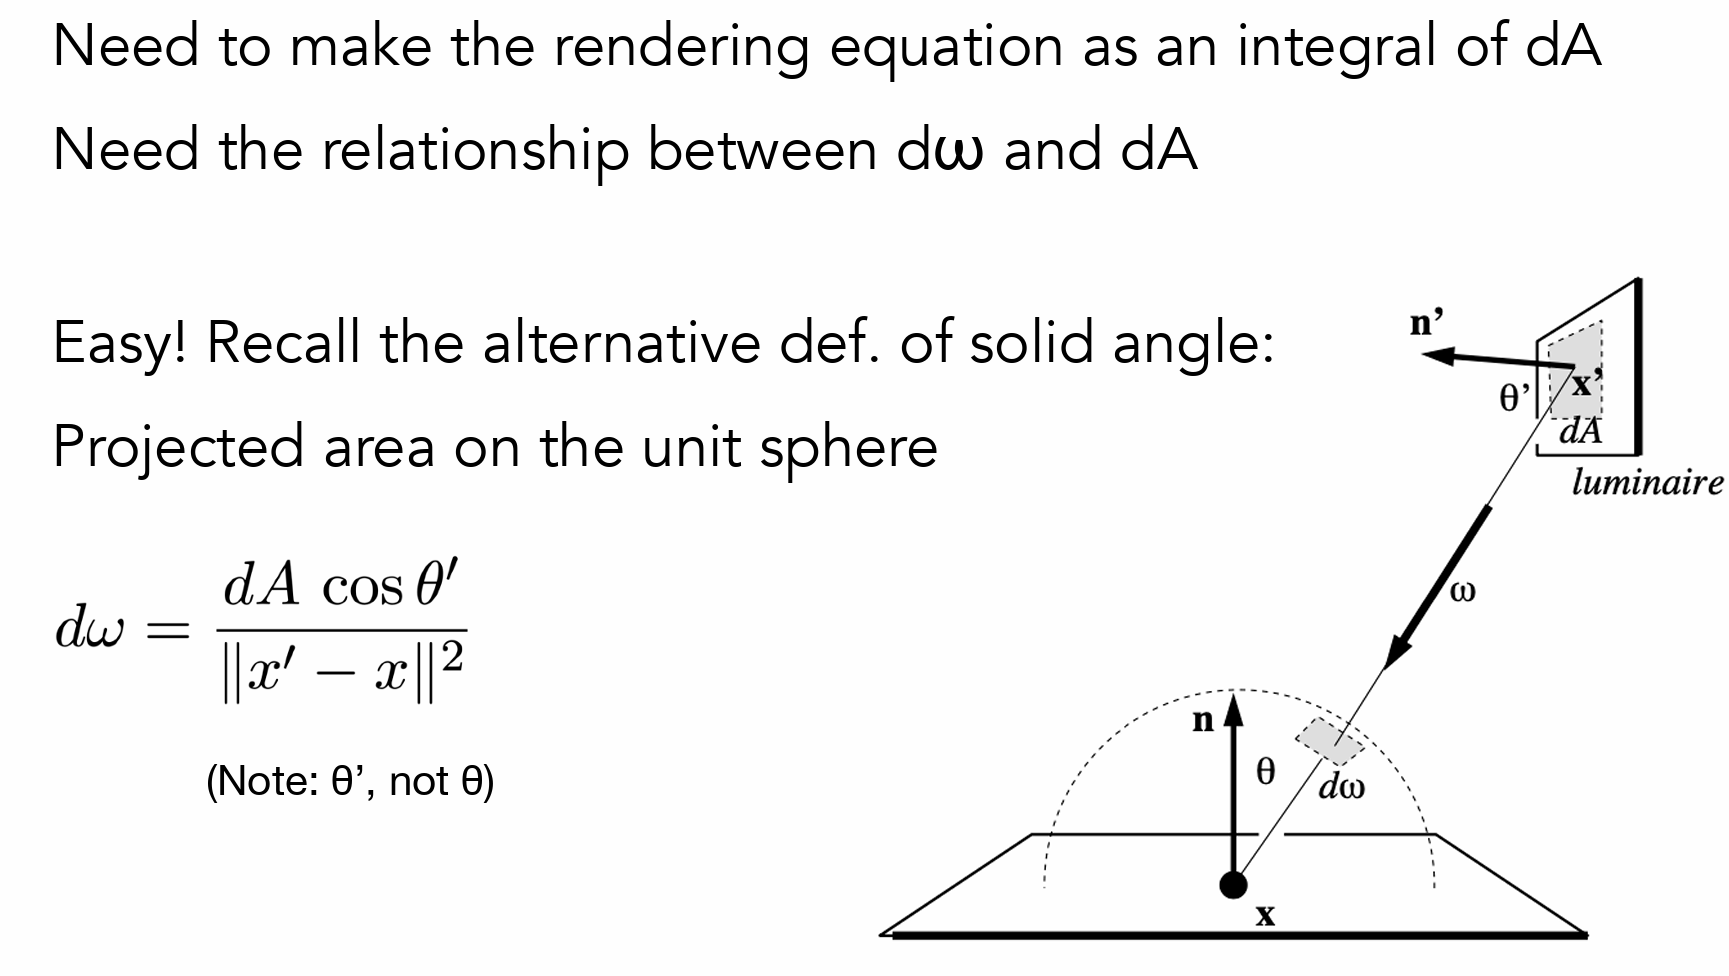 Need to make the rendering equation as an integral of dA
Need the relationship between dω and dA
Easy! Recall the alternative def. of solid angle:
Projected area on the unit sphere
dω = dA cos θ′ / ‖x′ − x‖²
(Note: θ’, not θ)
n’
x’
θ’
dA
luminaire
ω
n
θ
dω
x